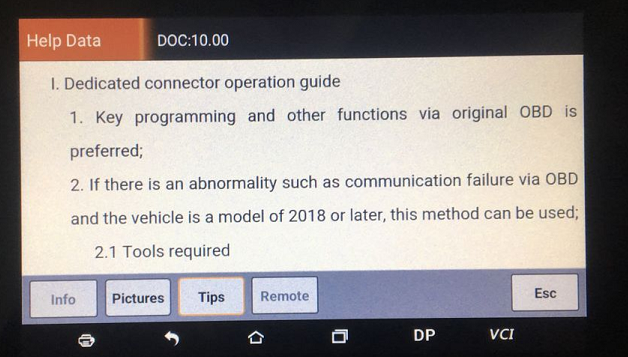 Help Data
DOC:10.00
I. Dedicated connector operation guide
1. Key programming and other functions via original OBD is
preferred;
2. If there is an abnormality such as communication failure via OBD
and the vehicle is a model of 2018 or later, this method can be used;
2.1 Tools required
Info
Pictures
Tips
Remote
Esc
DP
VCI